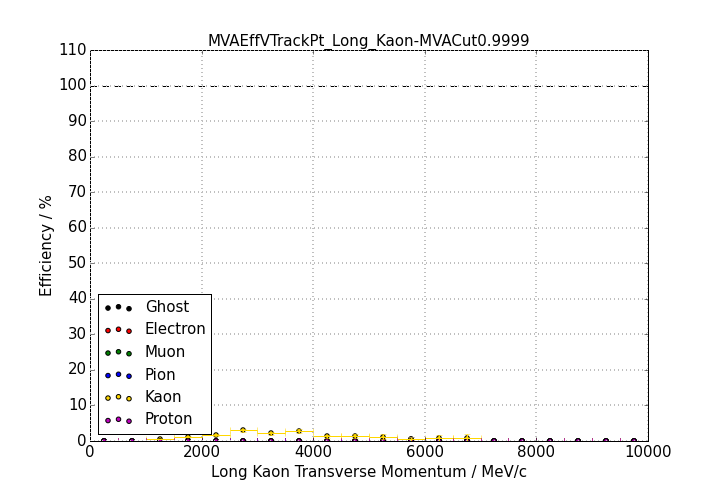 MVAEffVTrackPt_Long_Kaon-MVACut0.9999
110
100
90
80
70
60
50
40
30
20
10
0
Efficiency / %
Ghost
Electron
Muon
Pion
Kaon
Proton
0 2000 4000 6000 8000 10000
Long Kaon Transverse Momentum / MeV/c